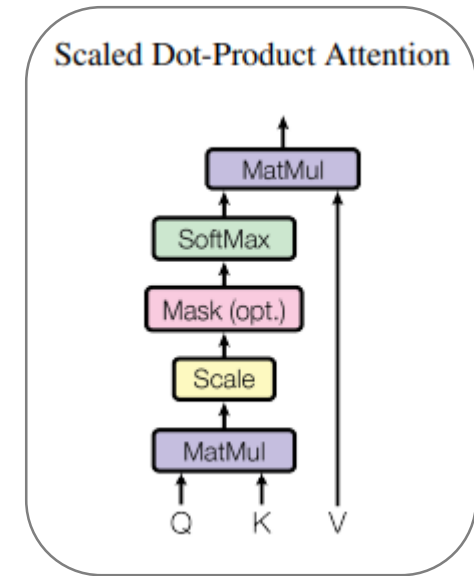 Scaled Dot-Product Attention
MatMul
SoftMax
Mask (opt.)
Scale
MatMul
Q K V